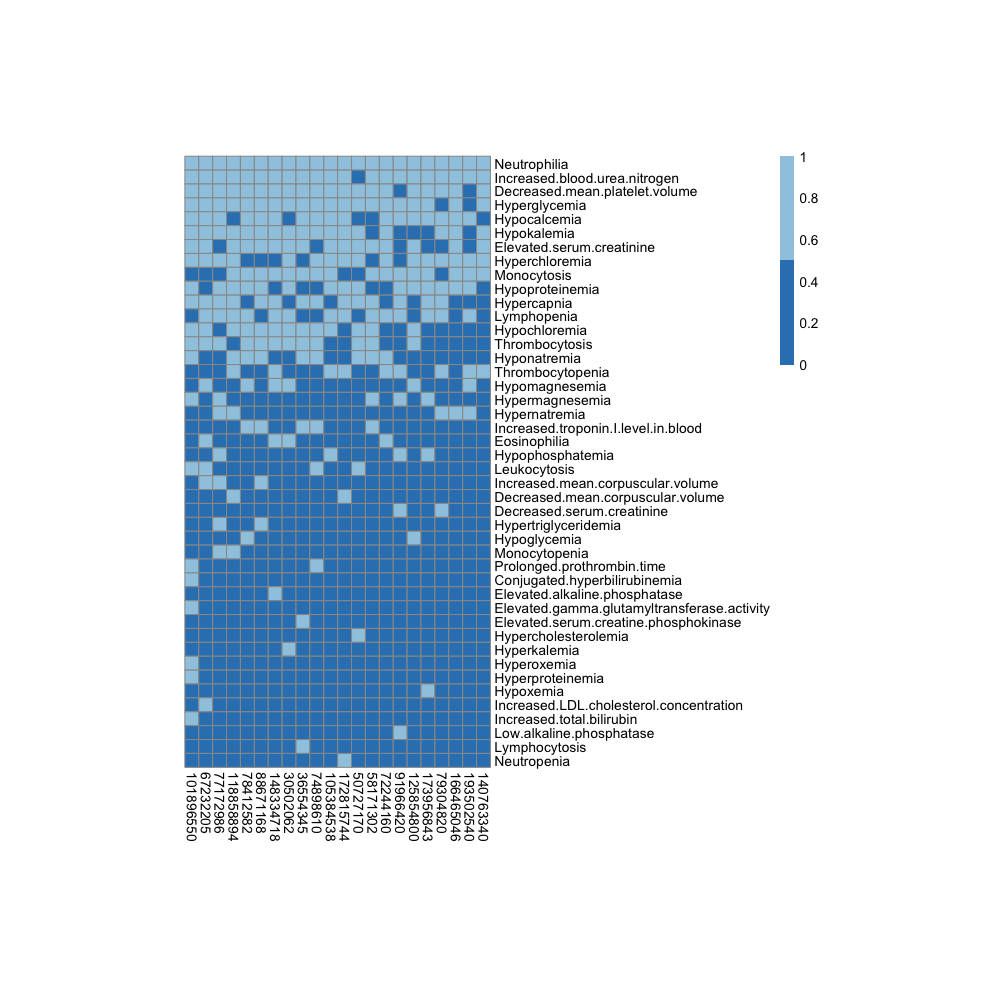 Neutrophilia
Increased.blood.urea.nitrogen
Decreased.mean.platelet.volume
Hyperglycemia
Hypocalcemia
Hypokalemia
Elevated.serum.creatinine
Hyperchloremia
Monocytosis
Hypoproteinemia
Hypercapnia
Lymphopenia
Hypochloremia
Thrombocytosis
Hyponatremia
Thrombocytopenia
Hypomagnesemia
Hypermagnesemia
Hypernatremia
Increased.troponin.I.level.in.blood
Eosinophilia
Hypophosphatemia
Leukocytosis
Increased.mean.corpuscular.volume
Decreased.mean.corpuscular.volume
Decreased.serum.creatinine
Hypertriglyceridemia
Hypoglycemia
Monocytopenia
Prolonged.prothrombin.time
Conjugated.hyperbilirubinemia
Elevated.alkaline.phosphatase
Elevated.gamma.glutamyltransferase.activity
Elevated.serum.creatine.phosphokinase
Hypercholesterolemia
Hyperkalemia
Hyperoxemia
Hyperproteinemia
Hypoxemia
Increased.LDL.cholesterol.concentration
Increased.total.bilirubin
Low.alkaline.phosphatase
Lymphocytosis
Neutropenia
101896550
67232205
77172986
118858894
78412582
88671168
148334718
30502062
36554345
74898610
105384538
172815744
50727170
58171302
72244160
91966420
125854800
173956843
79304820
166465046
193502540
140763340
1
0.8
0.6
0.4
0.2
0